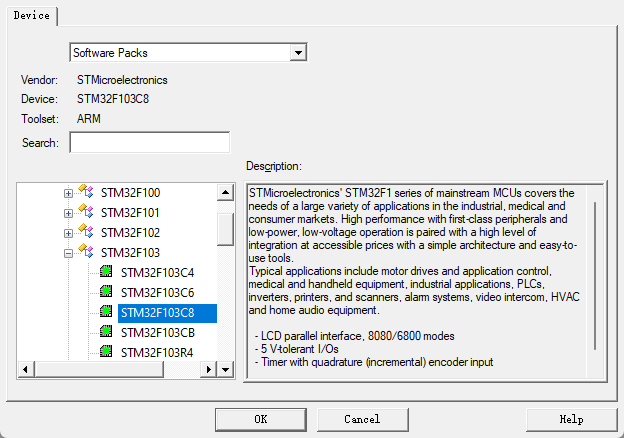 Device
Software Packs
Vendor: STMicroelectronics
Device: STM32F103C8
Toolset: ARM
Search:
Description:
STM32F100
STM32F101
STM32F102
STM32F103
STM32F103C4
STM32F103C6
STM32F103C8
STM32F103CB
STM32F103R4
STMicroelectronics' STM32F1 series of mainstream MCUs covers the
needs of a large variety of applications in the industrial, medical and
consumer markets. High performance with first-class peripherals and
low-power, low-voltage operation is paired with a high level of
integration at accessible prices with a simple architecture and easy-to-
use tools.
Typical applications include motor drives and application control,
medical and handheld equipment, industrial applications, PLCs,
inverters, printers, and scanners, alarm systems, video intercom, HVAC
and home audio equipment.
- LCD parallel interface, 8080/6800 modes
- 5 V-tolerant I/Os
- Timer with quadrature (incremental) encoder input
OK
Cancel
Help